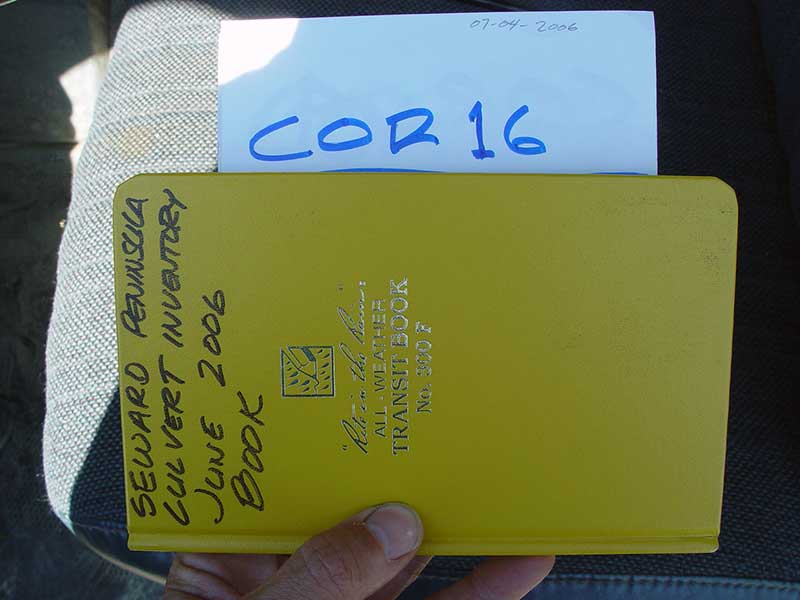 07-04-2006
COR 16
SEWARD PENINSULA
CULVERT INVENTORY
JUNE 2006
BOOK
"Rite in the Rain"
ALL-WEATHER
TRANSIT BOOK
No. 300 F